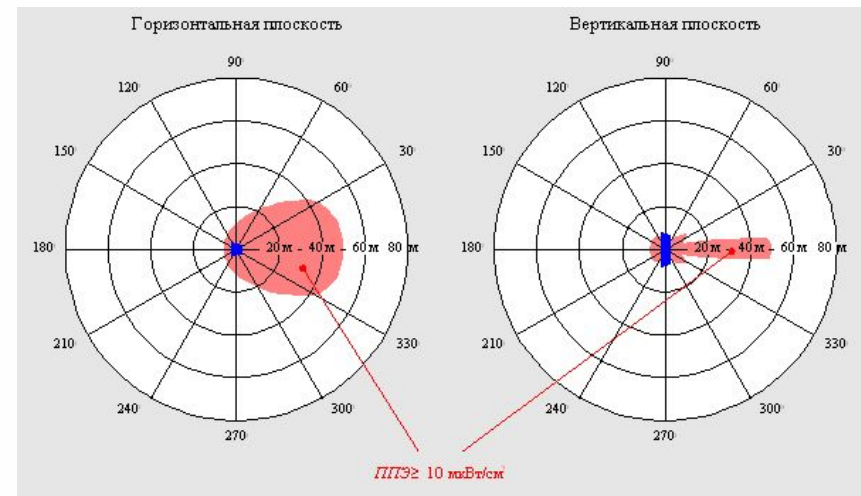 Горизонтальная плоскость
Вертикальная плоскость
90°
120°
60°
150°
30°
180°
20 м
40 м
60 м
80 м
210°
330°
240°
300°
270°
90°
120°
60°
150°
30°
180°
20 м
40 м
60 м
80 м
210°
330°
240°
300°
270°
ППЭ≥ 10 мкВт/см²